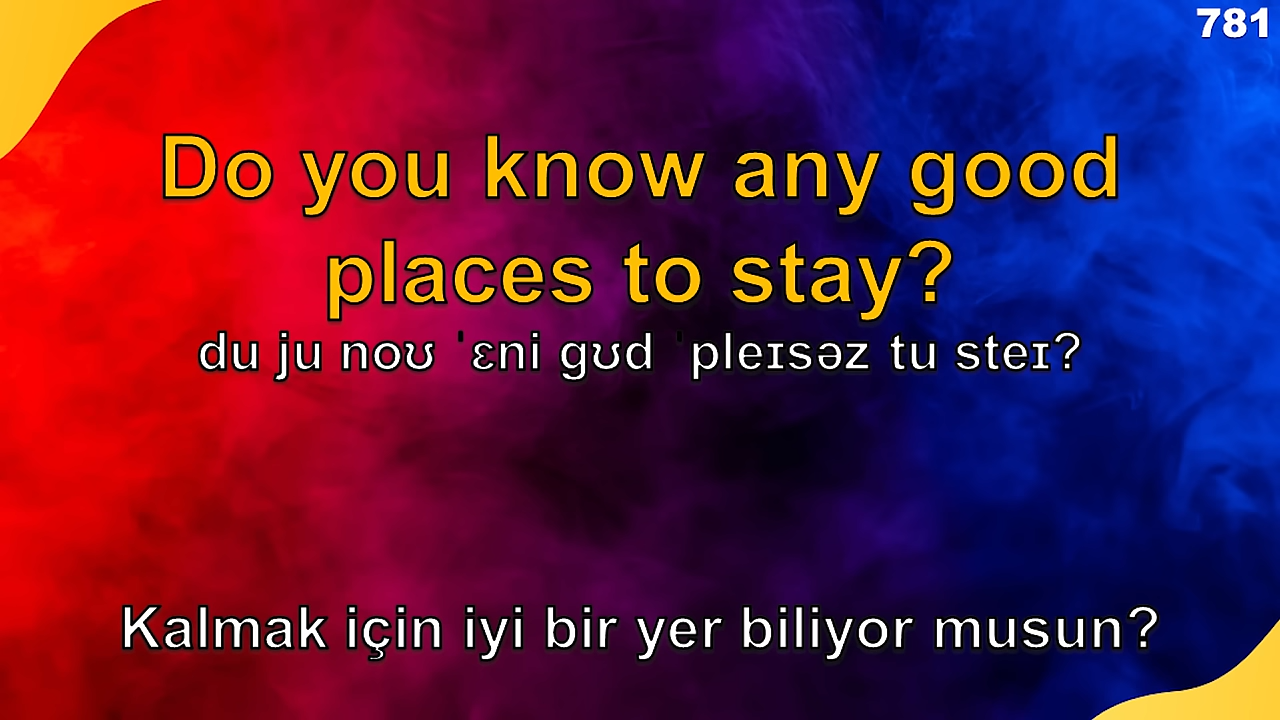 781
Do you know any good
places to stay?
du ju noʊ ˈɛni gʊd ˈpleɪsəz tu steɪ?
Kalmak için iyi bir yer biliyor musun?